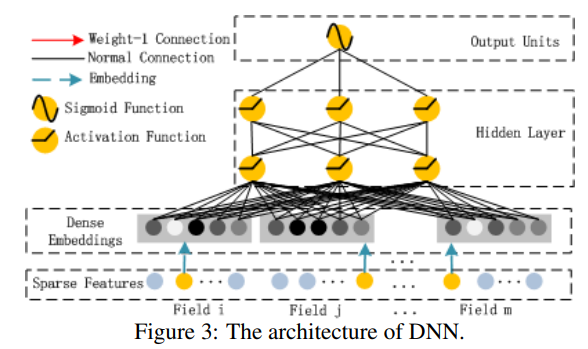 Weight-1 Connection
Normal Connection
Embedding
Sigmoid Function
Activation Function
Output Units
Hidden Layer
Dense
Embeddings
...
Sparse Features
... ... ... ...
Field i Field j ... Field m
Figure 3: The architecture of DNN.